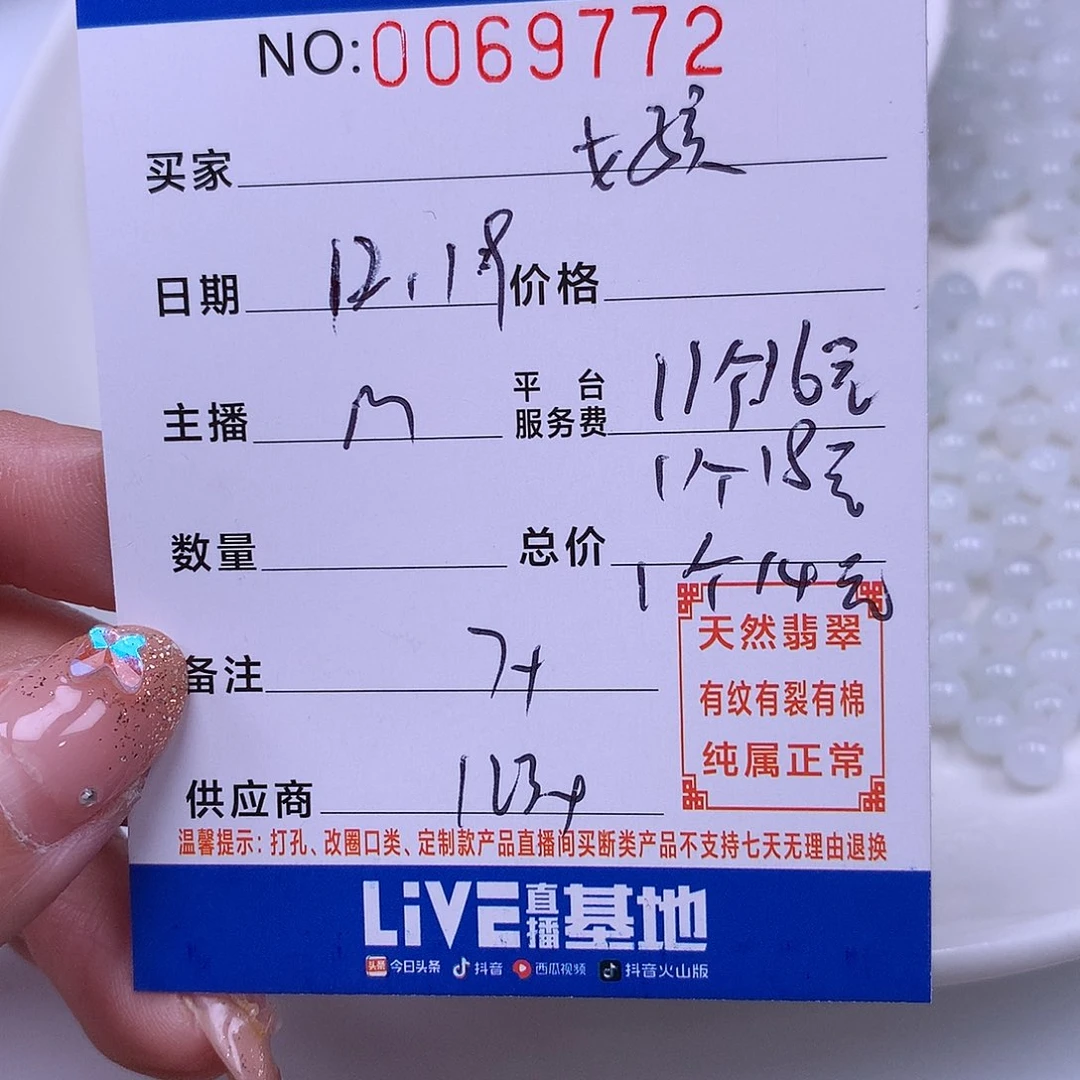 NO:0069772
买家
日期 12.19 价格
主播 M 平台服务费 11个16元
1个18元
数量 总价
1个14元
天然翡翠
备注 7+
有纹有裂有棉
纯属正常
供应商
温馨提示：打孔、改圈口类、定制款产品直播间买断类产品不支持七天无理由退换
LiVE直播基地
头条 今日头条 抖音 西瓜视频 抖音火山版